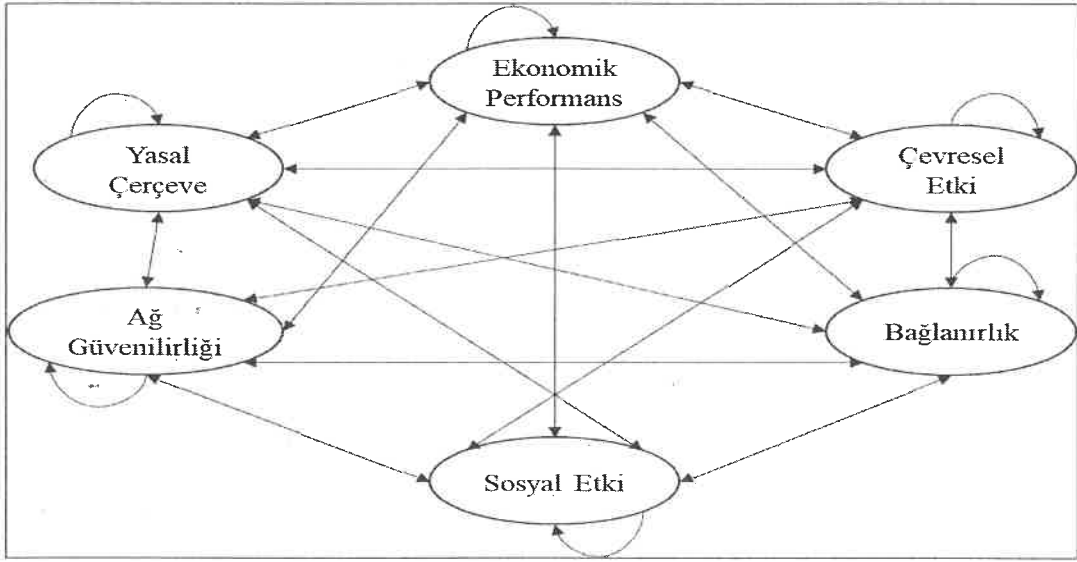 Ekonomik
Performans
Yasal
Çerçeve
Çevresel
Etki
Ağ
Güvenilirliği
Bağlanırlık
Sosyal Etki